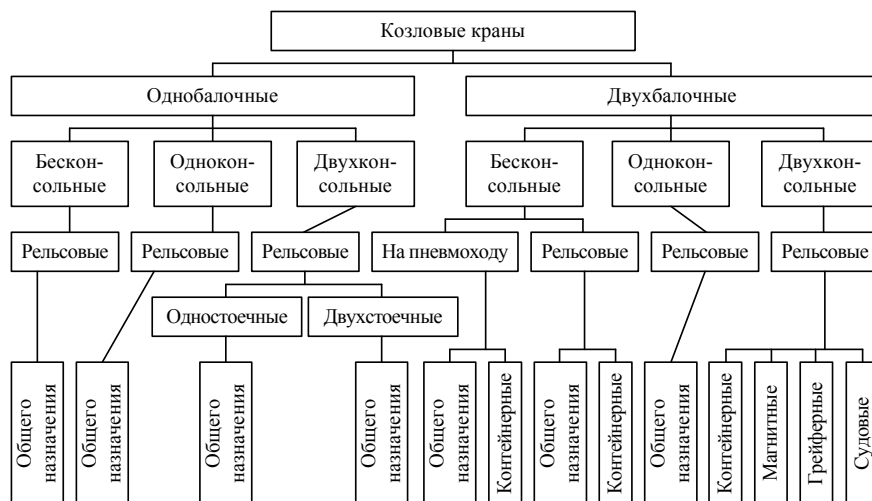 Козловые краны
Однобалочные
Двухбалочные
Бескон-
сольные
Одрокон-
сольные
Двухкон-
сольные
Бескон-
сольные
Однокон-
сольные
Двухкон-
сольные
Рельсовые
Рельсовые
Рельсовые
На пневмоходу
Рельсовые
Рельсовые
Рельсовые
Одностоечные
Двухстоечные
Общего
назначения
Общего
назначения
Общего
назначения
Общего
назначения
Общего
назначения
Контейнерные
Общего
назначения
Контейнерные
Общего
назначения
Контейнерные
Магнитные
Грейферные
Судовые